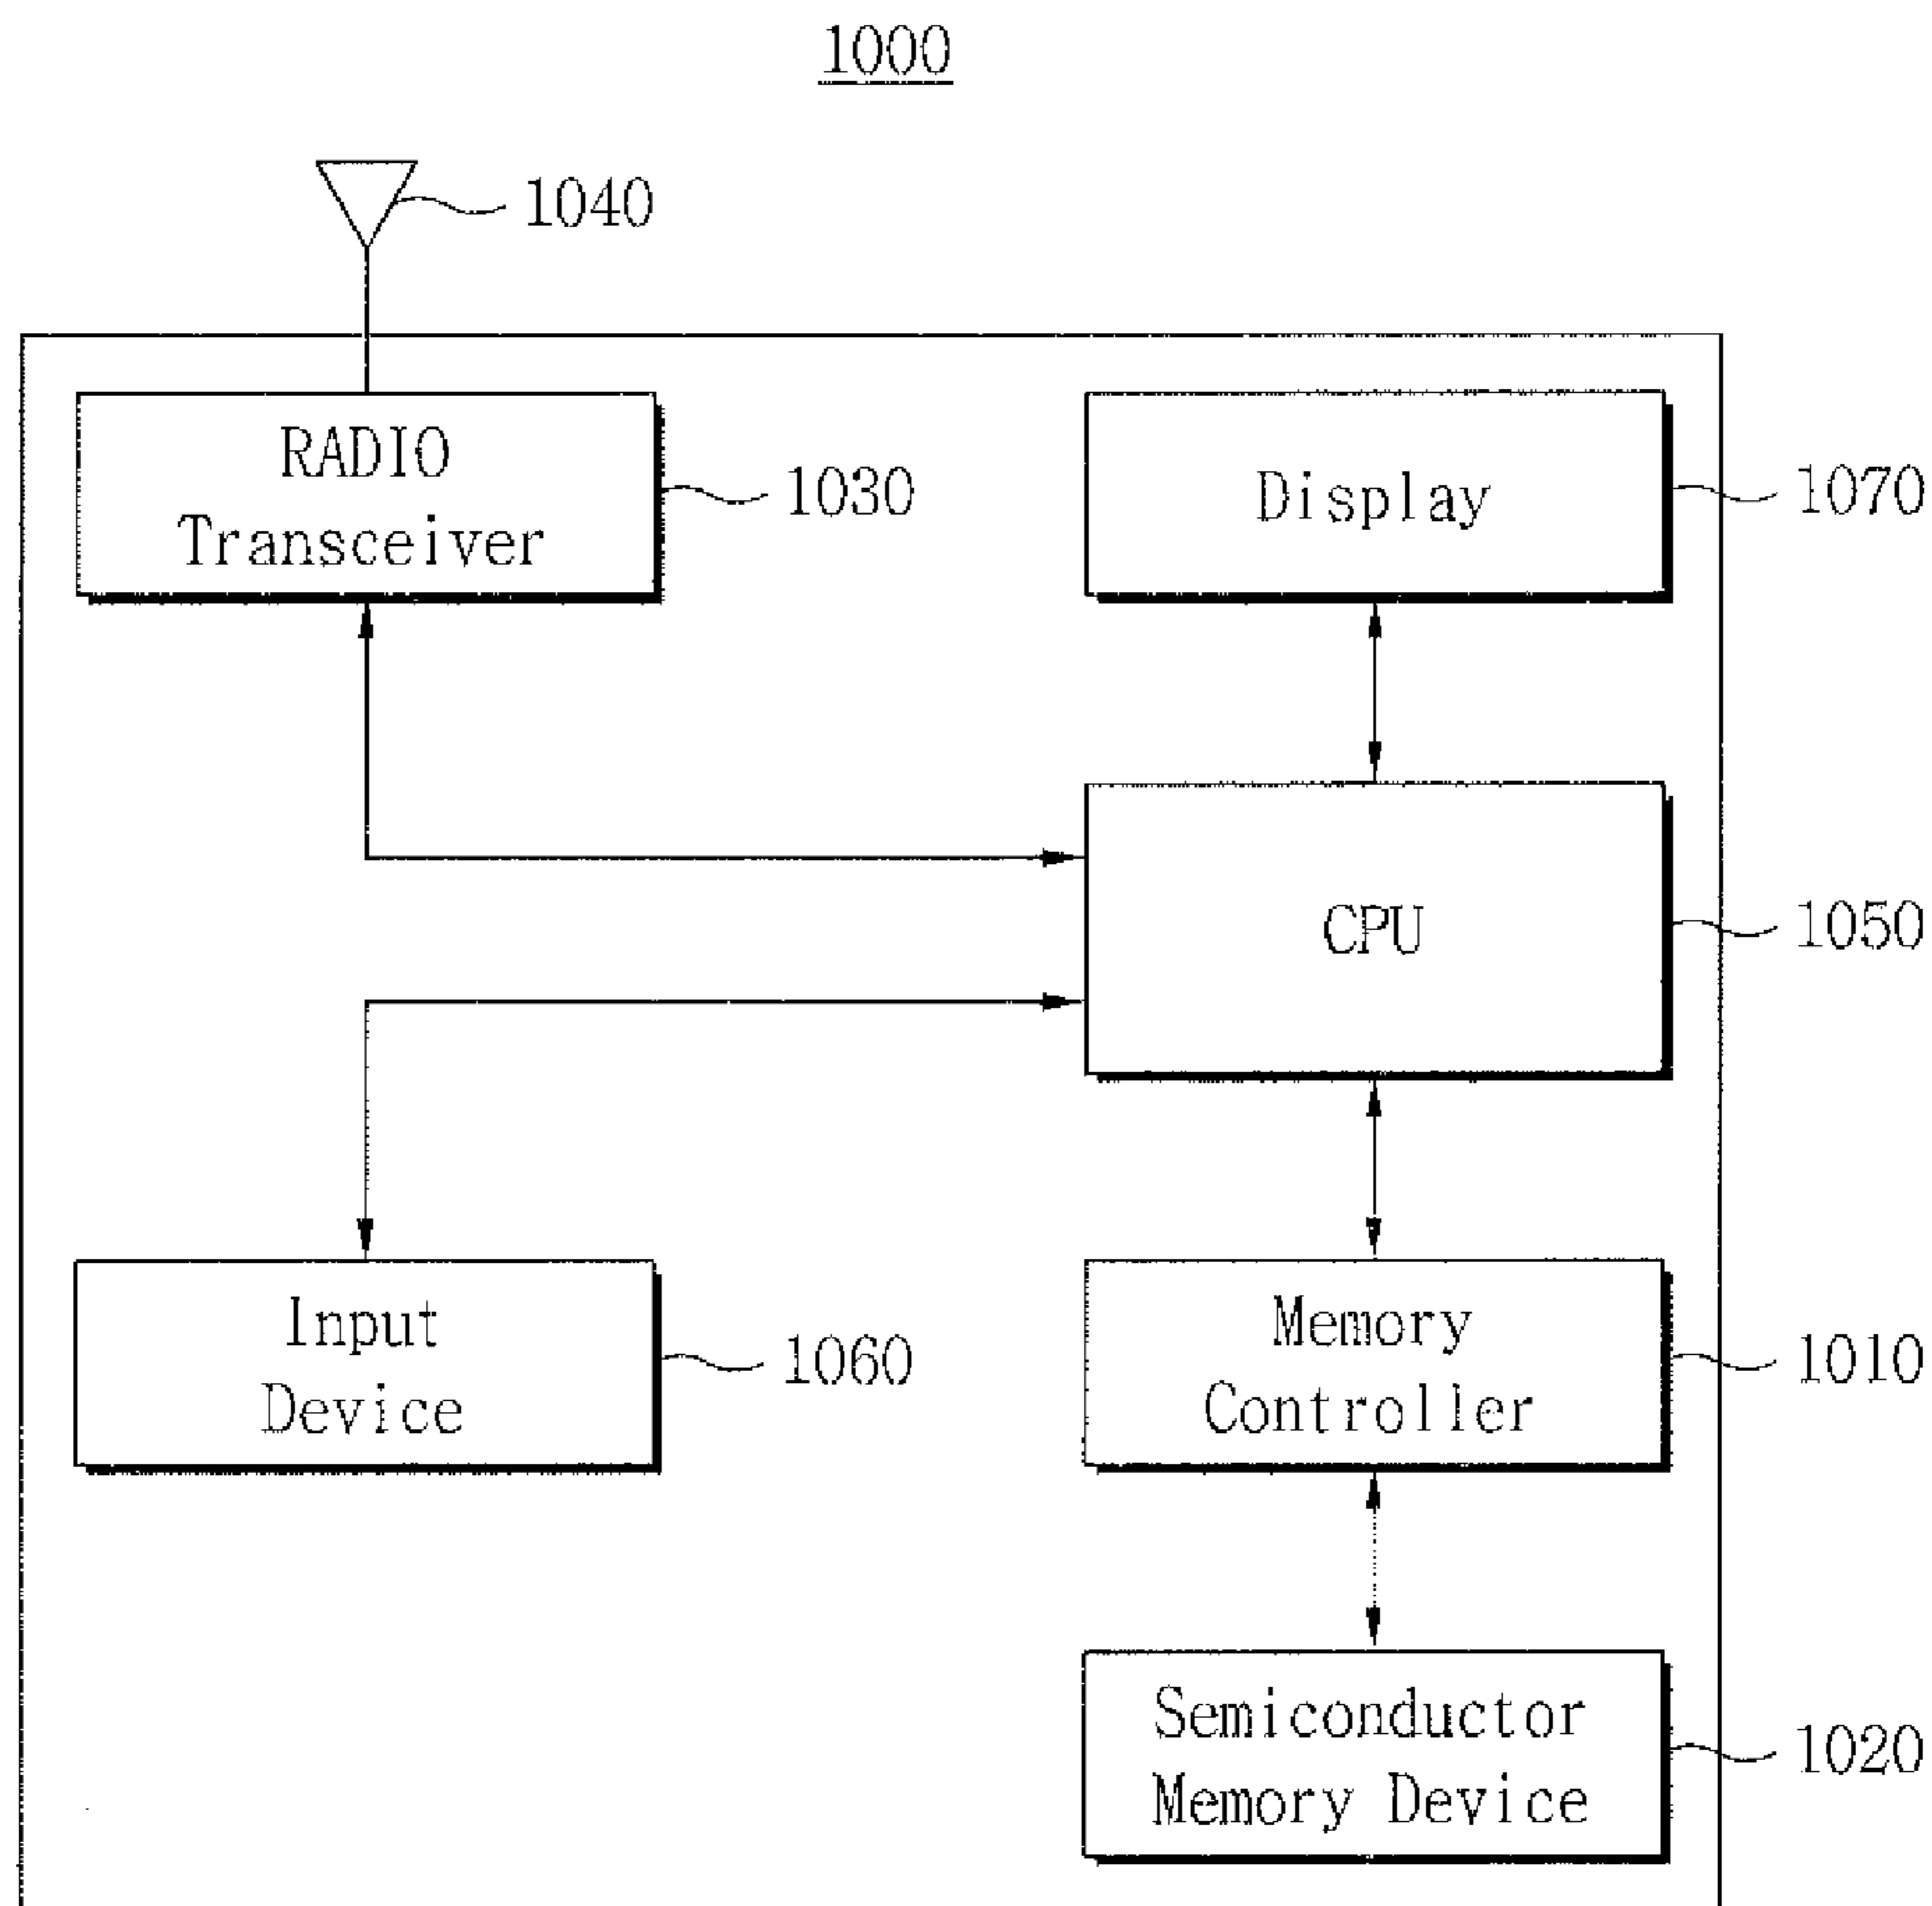 1000
1040
RADIO
Transceiver
1030
Display
1070
CPU
1050
Input
Device
1060
Memory
Controller
1010
Semiconductor
Memory Device
1020